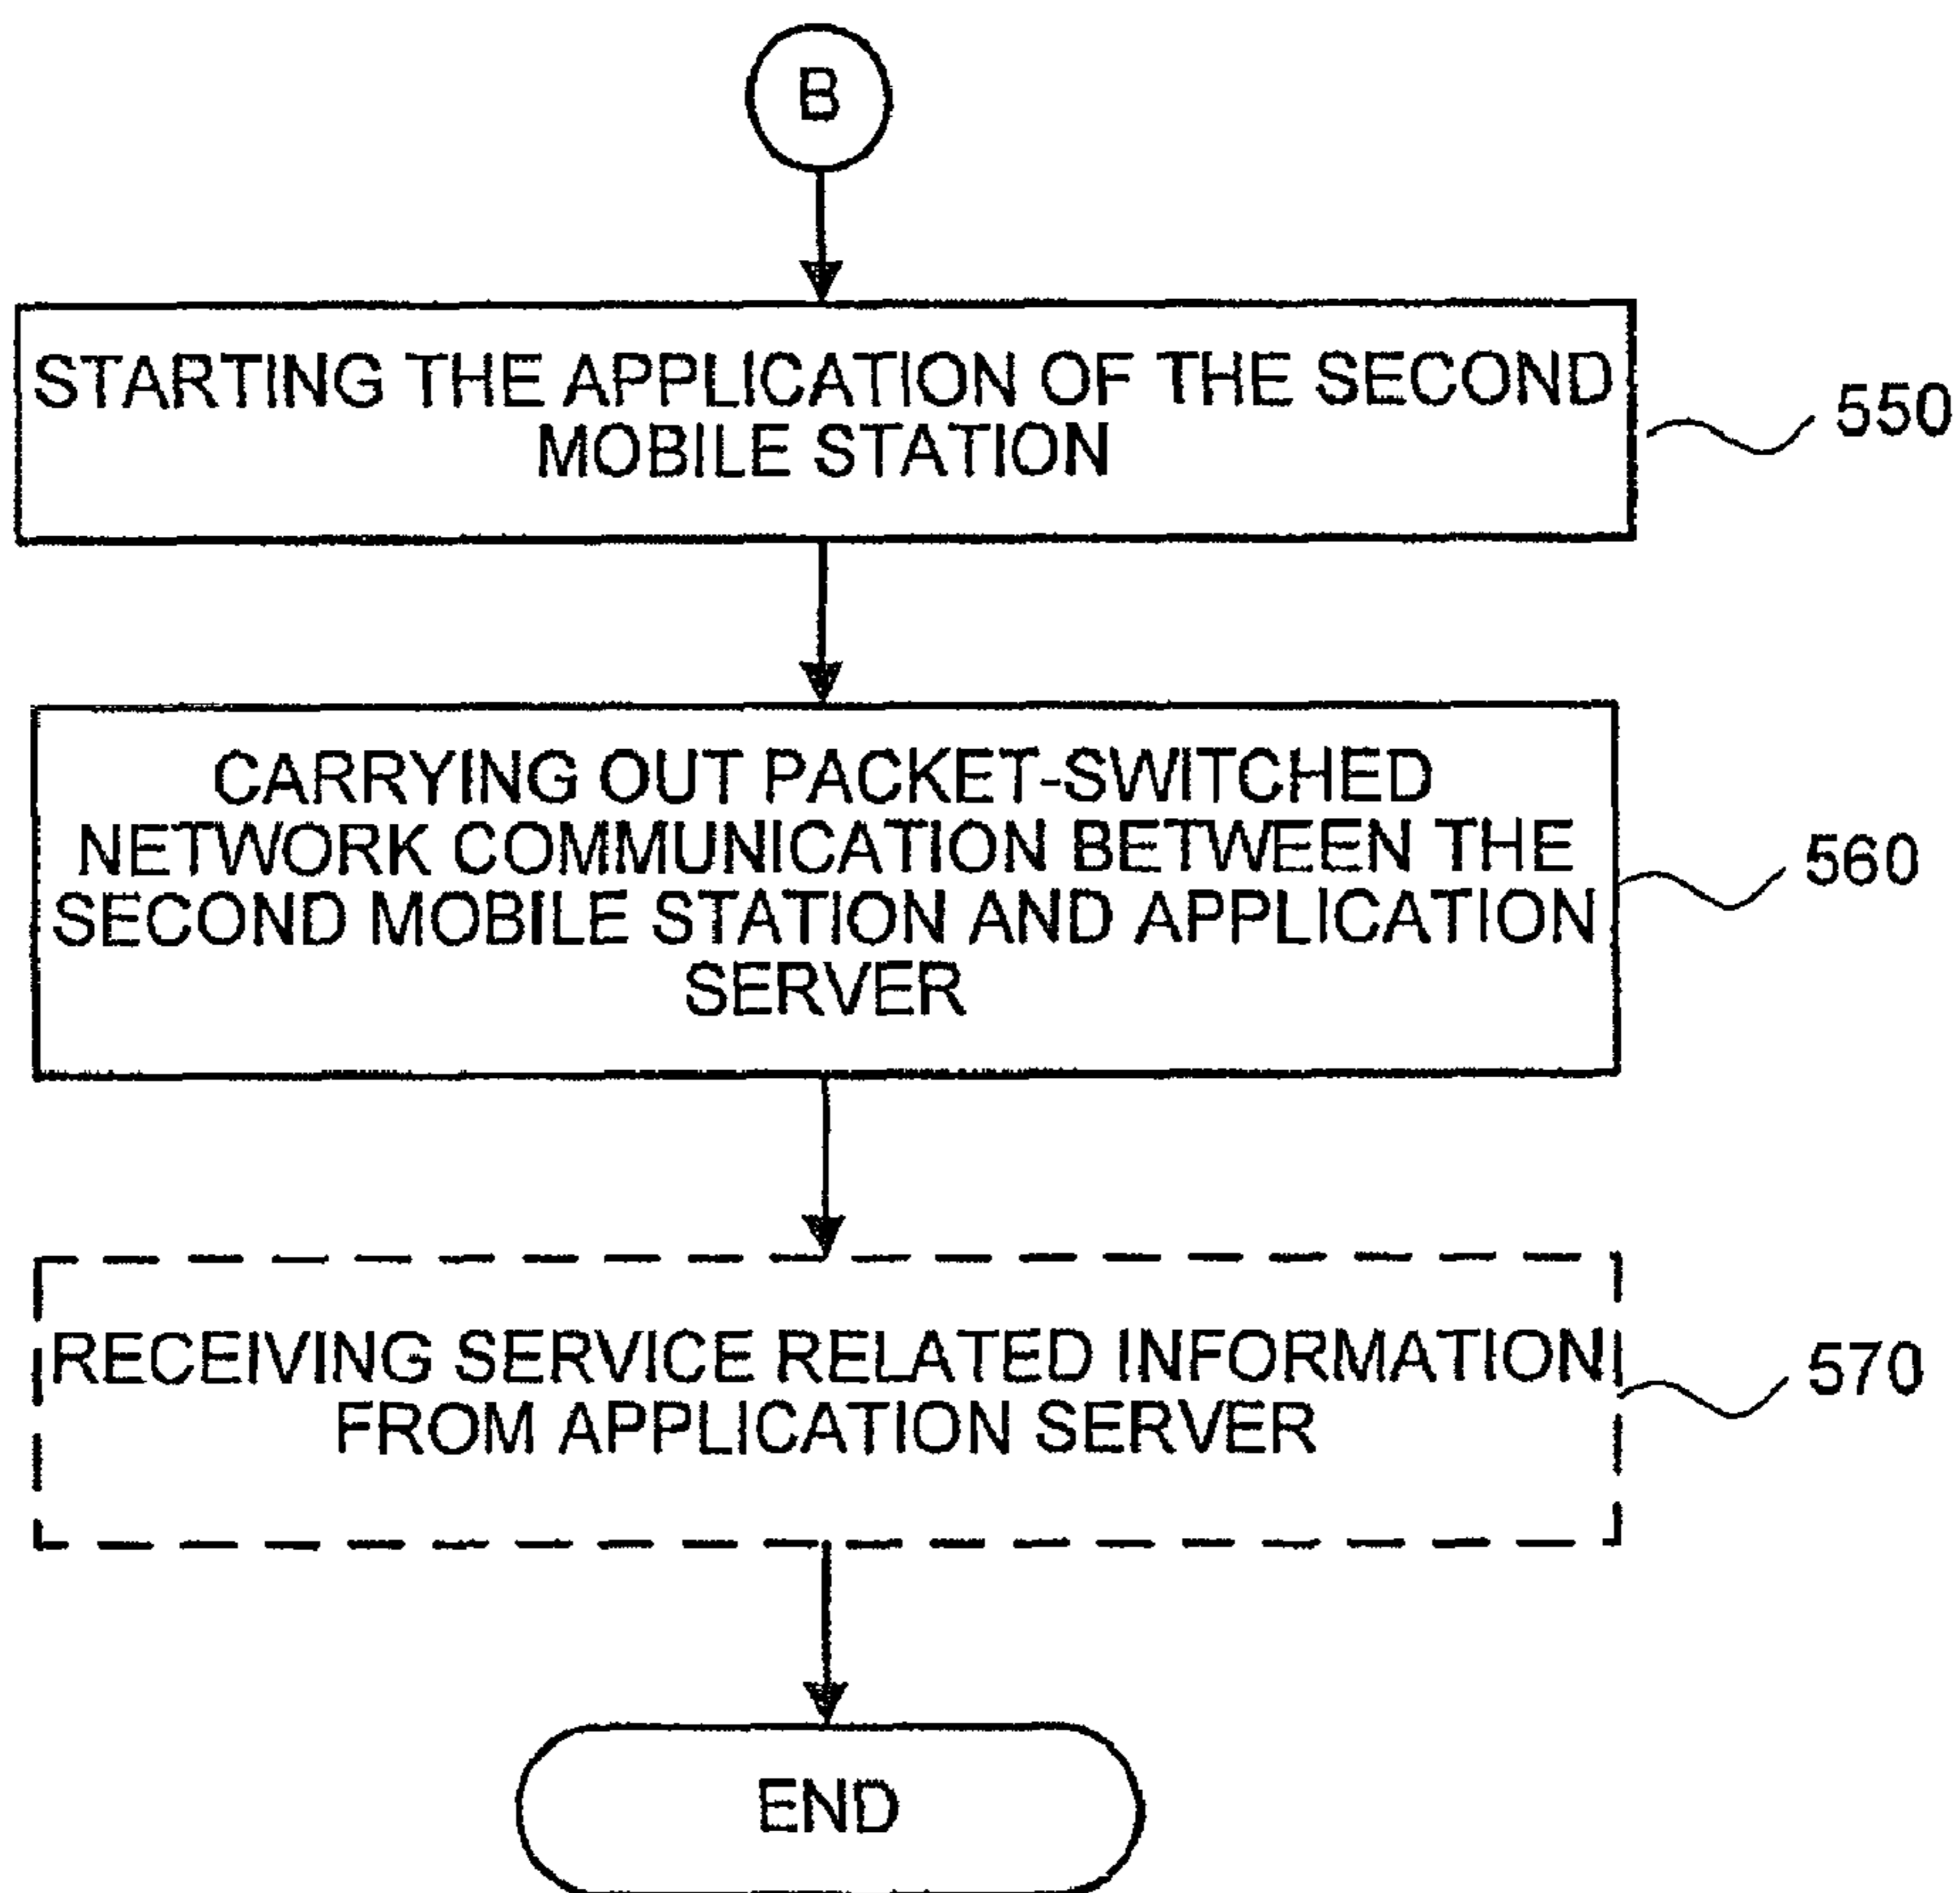 B
STARTING THE APPLICATION OF THE SECOND
MOBILE STATION
550
CARRYING OUT PACKET-SWITCHED
NETWORK COMMUNICATION BETWEEN THE
SECOND MOBILE STATION AND APPLICATION
SERVER
560
RECEIVING SERVICE RELATED INFORMATION
FROM APPLICATION SERVER
570
END